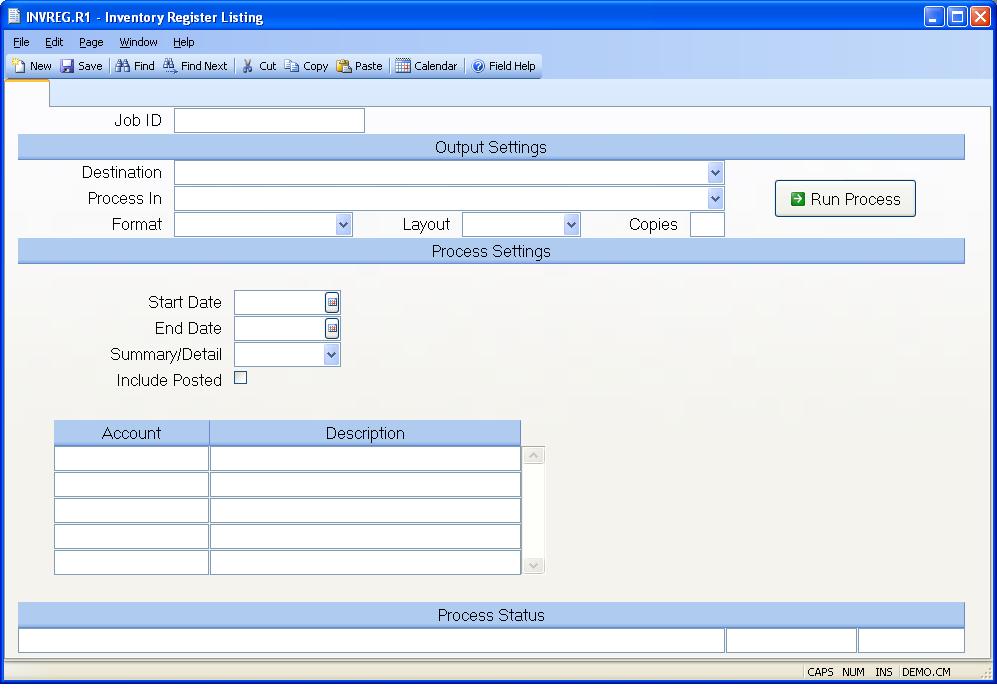 INVREG.R1 - Inventory Register Listing
File Edit Page Window Help
New Save Find Find Next Cut Copy Paste Calendar Field Help
Job ID
Output Settings
Destination
Process In
Run Process
Format Layout Copies
Process Settings
Start Date
End Date
Summary/Detail
Include Posted
Account Description
Process Status
CAPS NUM INS DEMO.CM